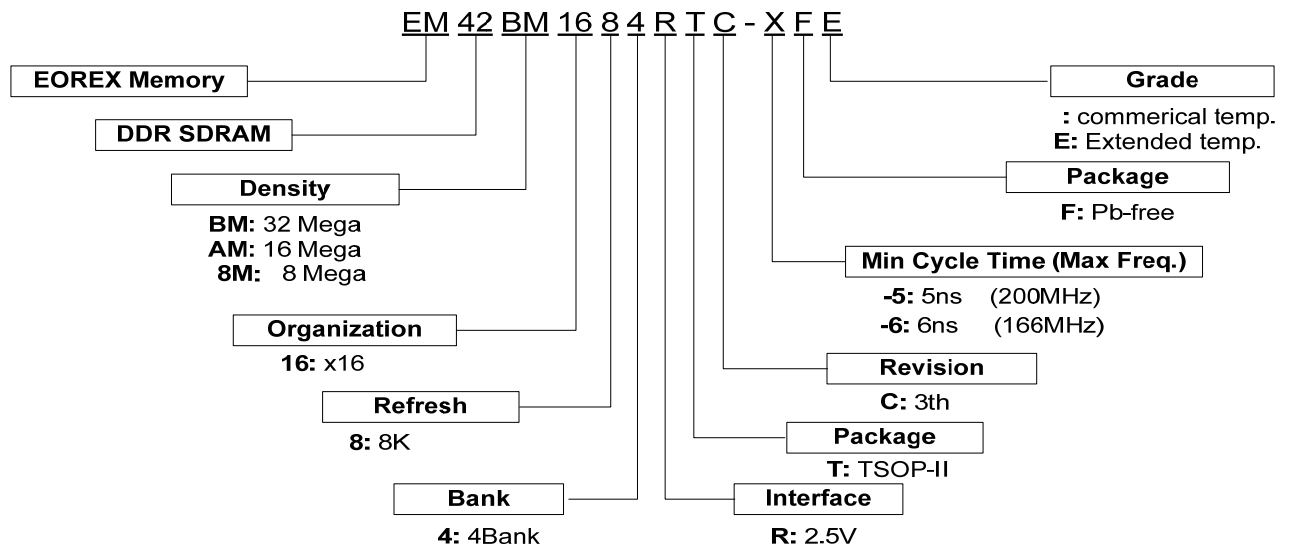 EM 42 BM 16 8 4 R T C - X F E
EOREX Memory
DDR SDRAM
Density
BM: 32 Mega
AM: 16 Mega
8M: 8 Mega
Organization
16: x16
Refresh
8: 8K
Bank
4: 4Bank
Grade
: commerical temp.
E: Extended temp.
Package
F: Pb-free
Min Cycle Time (Max Freq.)
-5: 5ns (200MHz)
-6: 6ns (166MHz)
Revision
C: 3th
Package
T: TSOP-II
Interface
R: 2.5V